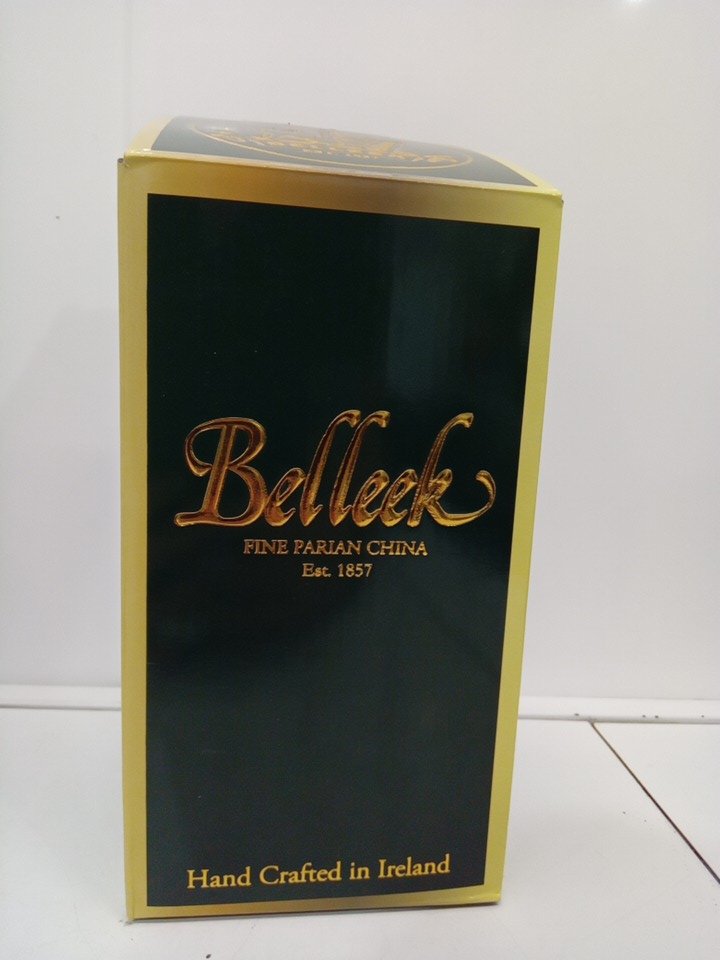 Belleek
FINE PARIAN CHINA
Est. 1857
Hand Crafted in Ireland